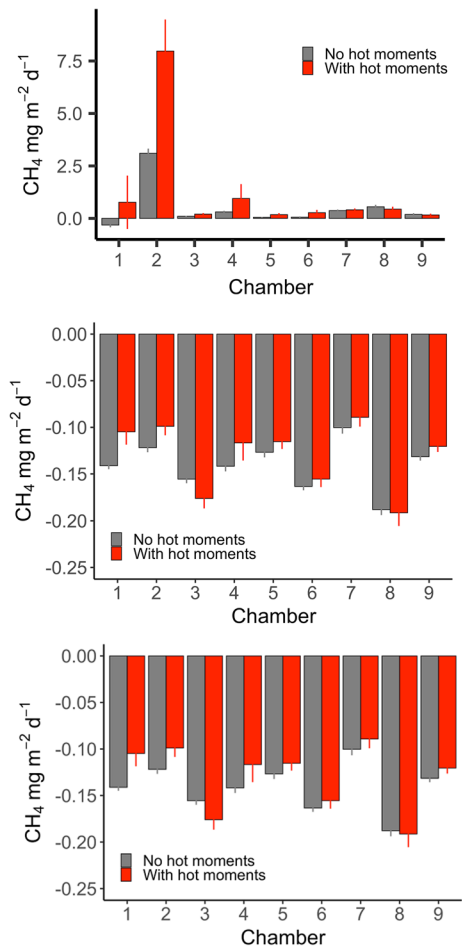 7.5
5.0
2.5
0.0
CH₄ mg m⁻² d⁻¹
No hot moments
With hot moments
1 2 3 4 5 6 7 8 9
Chamber
0.00
-0.05
-0.10
-0.15
-0.20
-0.25
CH₄ mg m⁻² d⁻¹
No hot moments
With hot moments
1 2 3 4 5 6 7 8 9
Chamber
0.00
-0.05
-0.10
-0.15
-0.20
-0.25
CH₄ mg m⁻² d⁻¹
No hot moments
With hot moments
1 2 3 4 5 6 7 8 9
Chamber